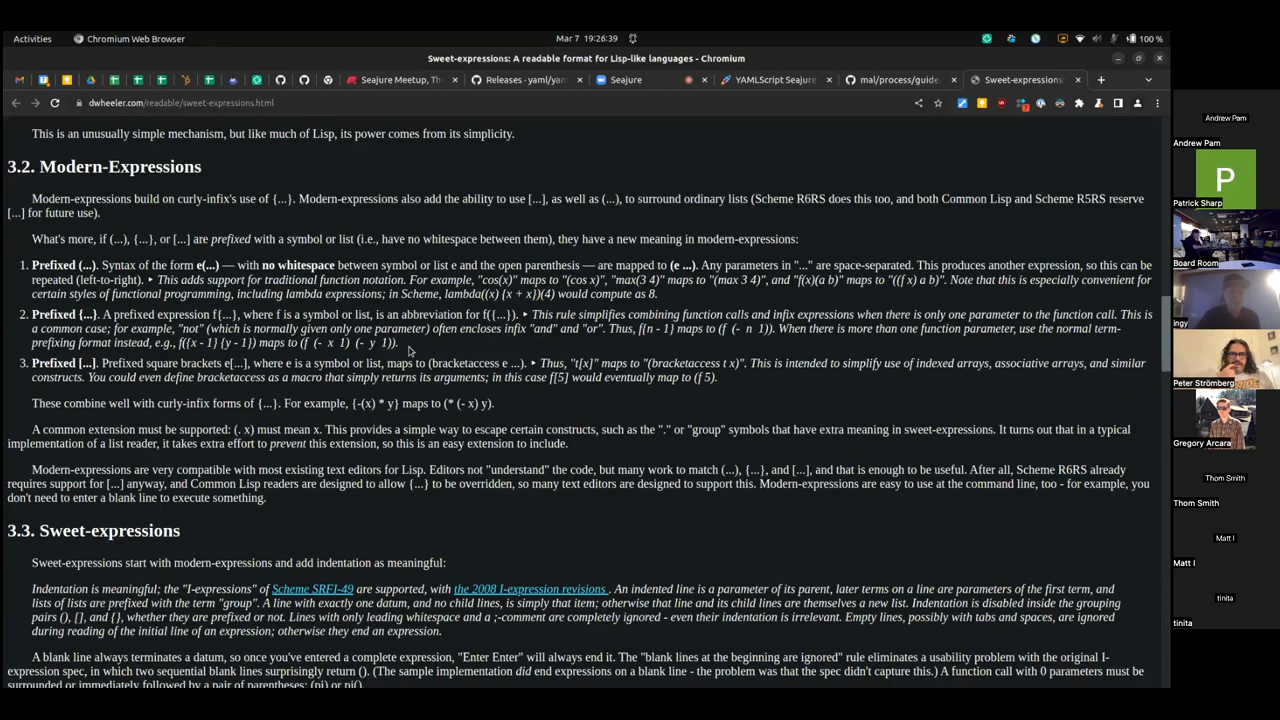 Activities
Chromium Web Browser
Mar 7 19:26:39
100 %
Sweet-expressions: A readable format for Lisp-like languages - Chromium
Seajure Meetup, Th
Releases · yaml/yam
Seajure
YAMLScript Seajure
mal/process/guide.
Sweet-expressions:
dwheeler.com/readable/sweet-expressions.html
This is an unusually simple mechanism, but like much of Lisp, its power comes from its simplicity.
3.2. Modern-Expressions
Modern-expressions build on curly-infix's use of {...}. Modern-expressions also add the ability to use [...], as well as (...), to surround ordinary lists (Scheme R6RS does this too, and both Common Lisp and Scheme R5RS reserve
[...] for future use).
What's more, if (...), {...}, or [...] are prefixed with a symbol or list (i.e., have no whitespace between them), they have a new meaning in modern-expressions:
1. Prefixed (...). Syntax of the form e(...) — with no whitespace between symbol or list e and the open parenthesis — are mapped to (e ...). Any parameters in "..." are space-separated. This produces another expression, so this can be
repeated (left-to-right). ‣ This adds support for traditional function notation. For example, "cos(x)" maps to "(cos x)", "max(3 4)" maps to "(max 3 4)", and "f(x)(a b)" maps to "((f x) a b)". Note that this is especially convenient for
certain styles of functional programming, including lambda expressions; in Scheme, lambda((x) {x + x})(4) would compute as 8.
2. Prefixed {...}. A prefixed expression f{...}, where f is a symbol or list, is an abbreviation for f({...}). ‣ This rule simplifies combining function calls and infix expressions when there is only one parameter to the function call. This is
a common case; for example, "not" (which is normally given only one parameter) often encloses infix "and" and "or". Thus, f{n - 1} maps to (f (- n 1)). When there is more than one function parameter, use the normal term-
prefixing format instead, e.g., f({x - 1} {y - 1}) maps to (f (- x 1) (- y 1)).
3. Prefixed [...]. Prefixed square brackets e[...], where e is a symbol or list, maps to (bracketaccess e ...). ‣ Thus, "t[x]" maps to "(bracketaccess t x)". This is intended to simplify use of indexed arrays, associative arrays, and similar
constructs. You could even define bracketaccess as a macro that simply returns its arguments; in this case f[5] would eventually map to (f 5).
These combine well with curly-infix forms of {...}. For example, {-(x) * y} maps to (* (- x) y).
A common extension must be supported: (. x) must mean x. This provides a simple way to escape certain constructs, such as the "." or "group" symbols that have extra meaning in sweet-expressions. It turns out that in a typical
implementation of a list reader, it takes extra effort to prevent this extension, so this is an easy extension to include.
Modern-expressions are very compatible with most existing text editors for Lisp. Editors not "understand" the code, but many work to match (...), {...}, and [...], and that is enough to be useful. After all, Scheme R6RS already
requires support for [...] anyway, and Common Lisp readers are designed to allow {...} to be overridden, so many text editors are designed to support this. Modern-expressions are easy to use at the command line, too - for example, you
don't need to enter a blank line to execute something.
3.3. Sweet-expressions
Sweet-expressions start with modern-expressions and add indentation as meaningful:
Indentation is meaningful; the "I-expressions" of Scheme SRFI-49 are supported, with the 2008 I-expression revisions . An indented line is a parameter of its parent, later terms on a line are parameters of the first term, and
lists of lists are prefixed with the term "group". A line with exactly one datum, and no child lines, is simply that item; otherwise that line and its child lines are themselves a new list. Indentation is disabled inside the grouping
pairs (), [], and {}, whether they are prefixed or not. Lines with only leading whitespace and a ;-comment are completely ignored - even their indentation is irrelevant. Empty lines, possibly with tabs and spaces, are ignored
during reading of the initial line of an expression; otherwise they end an expression.
A blank line always terminates a datum, so once you've entered a complete expression, "Enter Enter" will always end it. The "blank lines at the beginning are ignored" rule eliminates a usability problem with the original I-
expression spec, in which two sequential blank lines surprisingly return (). (The sample implementation did end expressions on a blank line - the problem was that the spec didn't capture this.) A function call with 0 parameters must be
surrounded or immediately followed by a pair of parentheses: (pi) or pi().
Andrew Pam
Andrew Pam
P
Patrick Sharp
Board Room
ingy
Peter Strömberg
Gregory Arcara
Thom Smith
Thom Smith
Matt I
Matt I
tinita
tinita